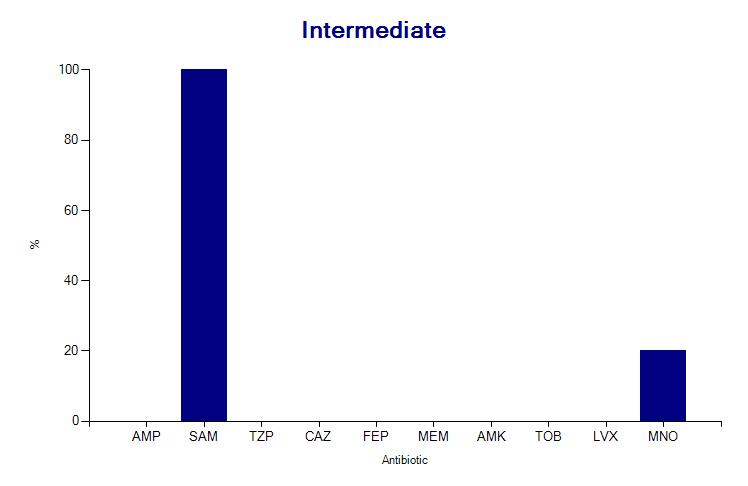 Intermediate
100
80
60
40
20
0
%
AMP SAM TZP CAZ FEP MEM AMK TOB LVX MNO
Antibiotic